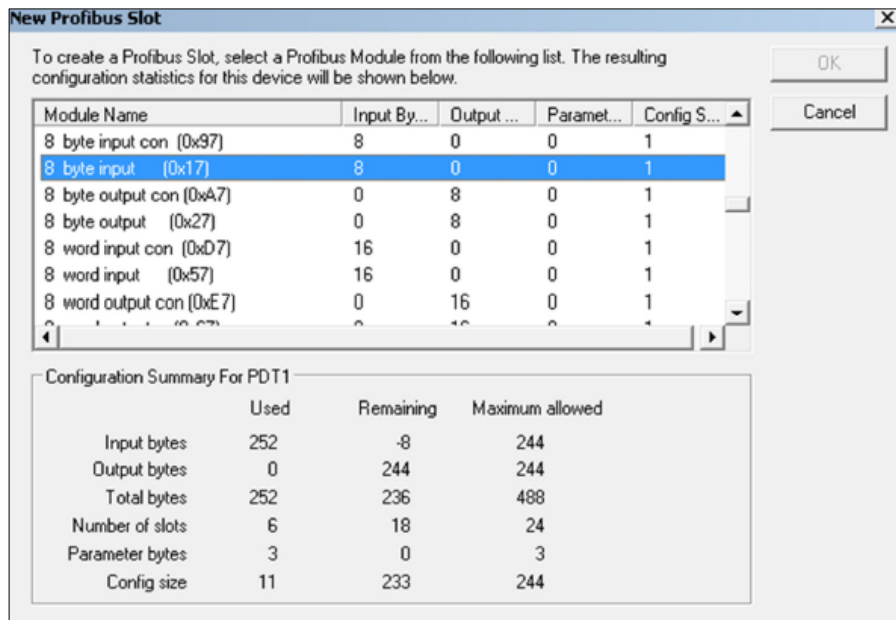 New Profibus Slot
To create a Profibus Slot, select a Profibus Module from the following list. The resulting
configuration statistics for this device will be shown below.
OK
Cancel
Module Name Input By... Output ... Paramet... Config S...
8 byte input con (0x97) 8 0 0 1
8 byte input (0x17) 8 0 0 1
8 byte output con (0xA7) 0 8 0 1
8 byte output (0x27) 0 8 0 1
8 word input con (0xD7) 16 0 0 1
8 word input (0x57) 16 0 0 1
8 word output con (0xE7) 0 16 0 1
Configuration Summary For PDT1
Used Remaining Maximum allowed
Input bytes 252 -8 244
Output bytes 0 244 244
Total bytes 252 236 488
Number of slots 6 18 24
Parameter bytes 3 0 3
Config size 11 233 244